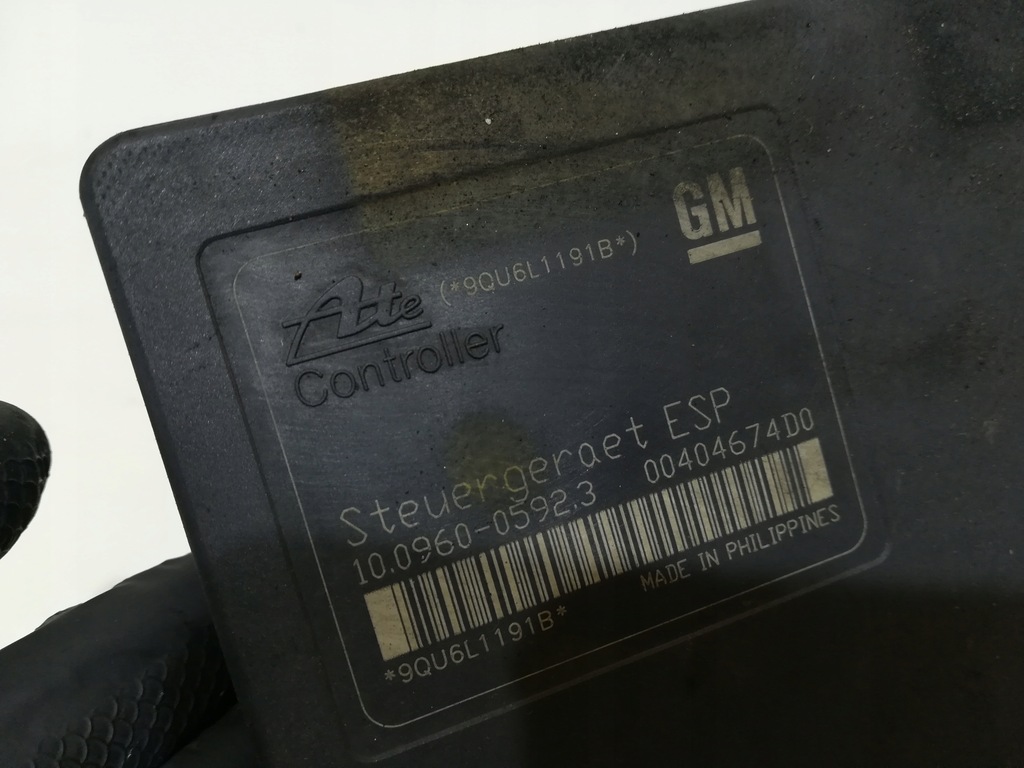 GM
Ate (*9QU6L1191B*)
Controller
Steuergeraet ESP
10.0960-0592.3 00404674D0
*9QU6L1191B*
MADE IN PHILIPPINES